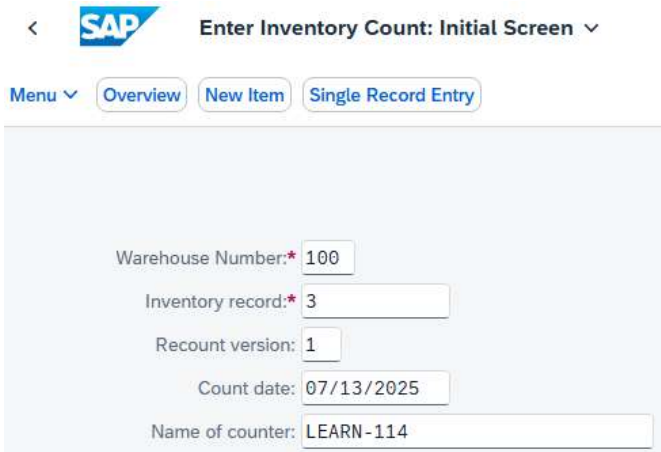 SAP Enter Inventory Count: Initial Screen
Menu Overview New Item Single Record Entry
Warehouse Number:* 100
Inventory record:* 3
Recount version: 1
Count date: 07/13/2025
Name of counter: LEARN-114